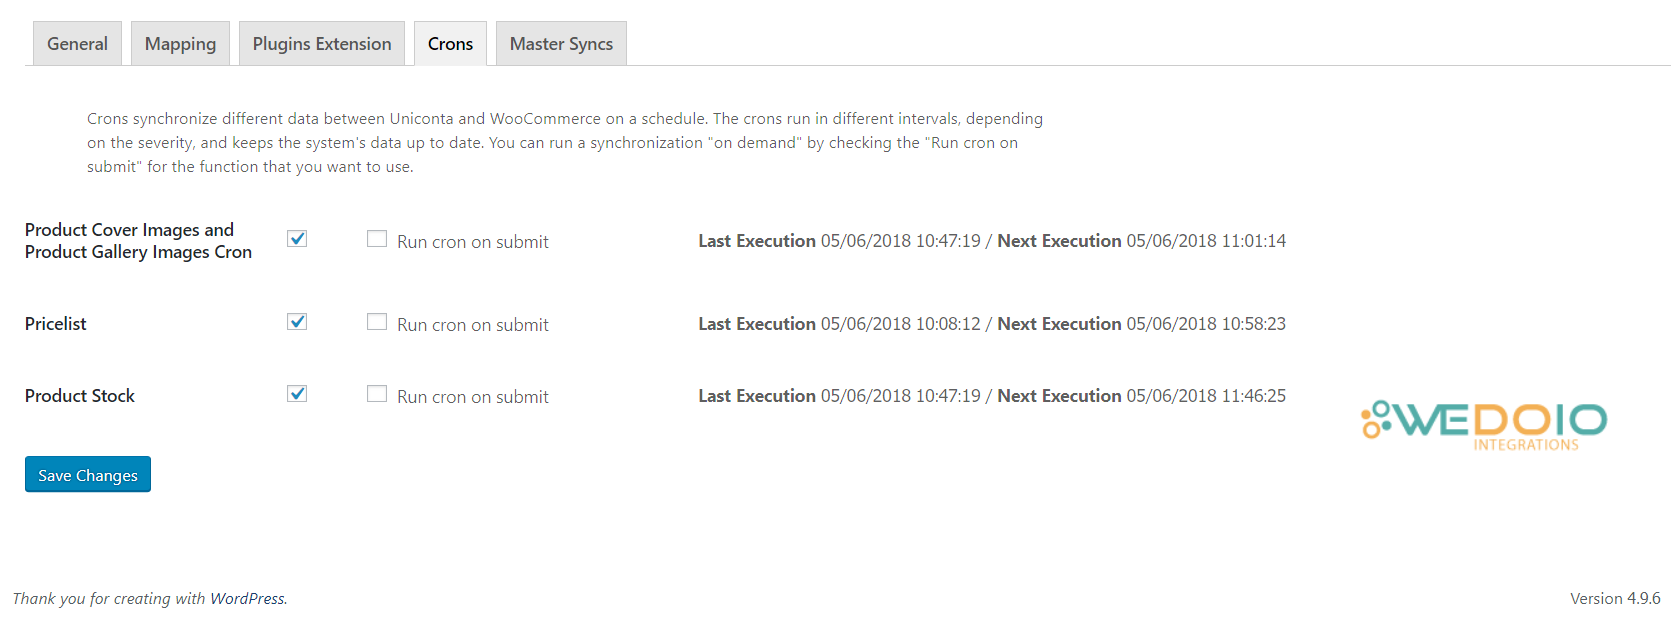 General Mapping Plugins Extension Crons Master Syncs
Crons synchronize different data between Uniconta and WooCommerce on a schedule. The crons run in different intervals, depending
on the severity, and keeps the system's data up to date. You can run a synchronization "on demand" by checking the "Run cron on
submit" for the function that you want to use.
Product Cover Images and
Product Gallery Images Cron
Run cron on submit
Last Execution 05/06/2018 10:47:19 / Next Execution 05/06/2018 11:01:14
Pricelist
Run cron on submit
Last Execution 05/06/2018 10:08:12 / Next Execution 05/06/2018 10:58:23
Product Stock
Run cron on submit
Last Execution 05/06/2018 10:47:19 / Next Execution 05/06/2018 11:46:25
WEDOIO
INTEGRATIONS
Save Changes
Thank you for creating with WordPress.
Version 4.9.6